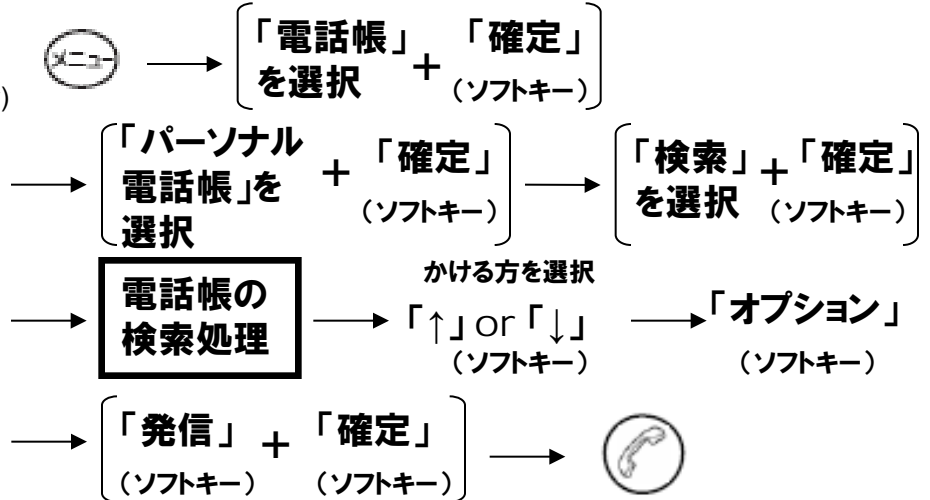 メニュー → 「電話帳」を選択 + 「確定」(ソフトキー)
)
→ 「パーソナル電話帳」を選択 + 「確定」(ソフトキー) → 「検索」を選択 + 「確定」(ソフトキー)
かける方を選択
→ 電話帳の検索処理 → 「↑」or「↓」(ソフトキー) → 「オプション」(ソフトキー)
→ 「発信」(ソフトキー) + 「確定」(ソフトキー) →